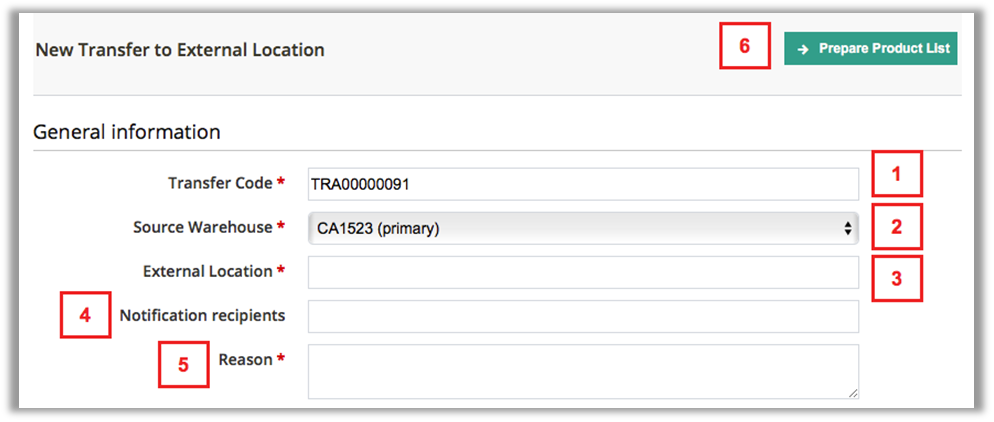 New Transfer to External Location
6
Prepare Product List
General information
Transfer Code *
TRA00000091
1
Source Warehouse *
CA1523 (primary)
2
External Location *
3
4
Notification recipients
5
Reason *